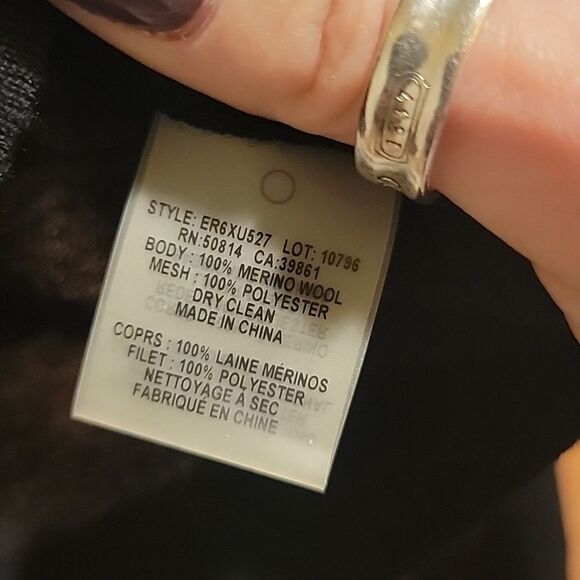 1837
STYLE: ER6XU527 LOT: 10796
RN:50814 CA:39861
BODY : 100% MERINO WOOL
MESH : 100% POLYESTER
DRY CLEAN
MADE IN CHINA
COPRS : 100% LAINE MÉRINOS
FILET : 100% POLYESTER
NETTOYAGE À SEC
FABRIQUÉ EN CHINE